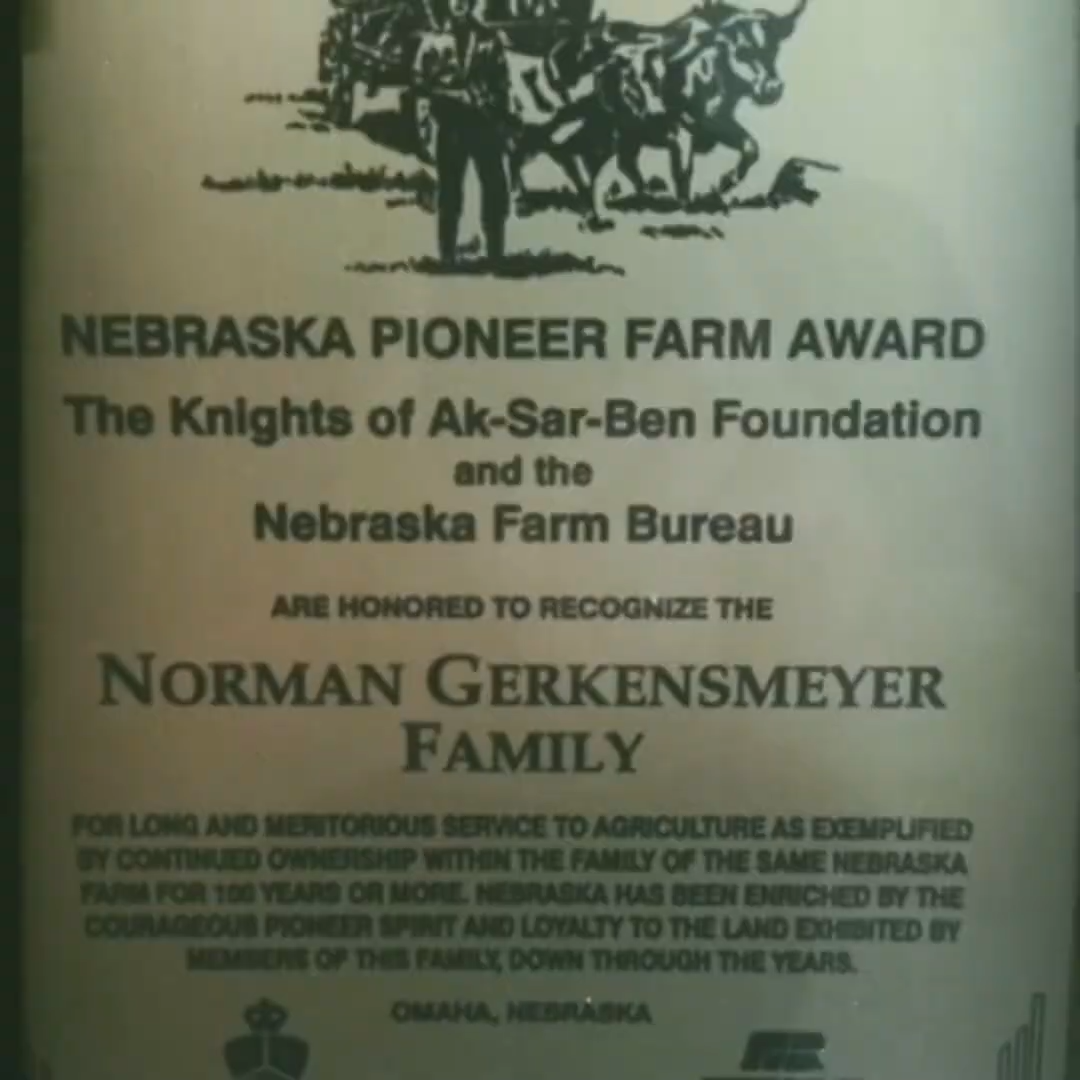 NEBRASKA PIONEER FARM AWARD
The Knights of Ak-Sar-Ben Foundation
and the
Nebraska Farm Bureau
ARE HONORED TO RECOGNIZE THE
NORMAN GERKENSMEYER
FAMILY
FOR LONG AND MERITORIOUS SERVICE TO AGRICULTURE AS EXEMPLIFIED
BY CONTINUED OWNERSHIP WITHIN THE FAMILY OF THE SAME NEBRASKA
FARM FOR 100 YEARS OR MORE. NEBRASKA HAS BEEN ENRICHED BY THE
COURAGEOUS PIONEER SPIRIT AND LOYALTY TO THE LAND EXHIBITED BY
MEMBERS OF THIS FAMILY, DOWN THROUGH THE YEARS.
OMAHA, NEBRASKA